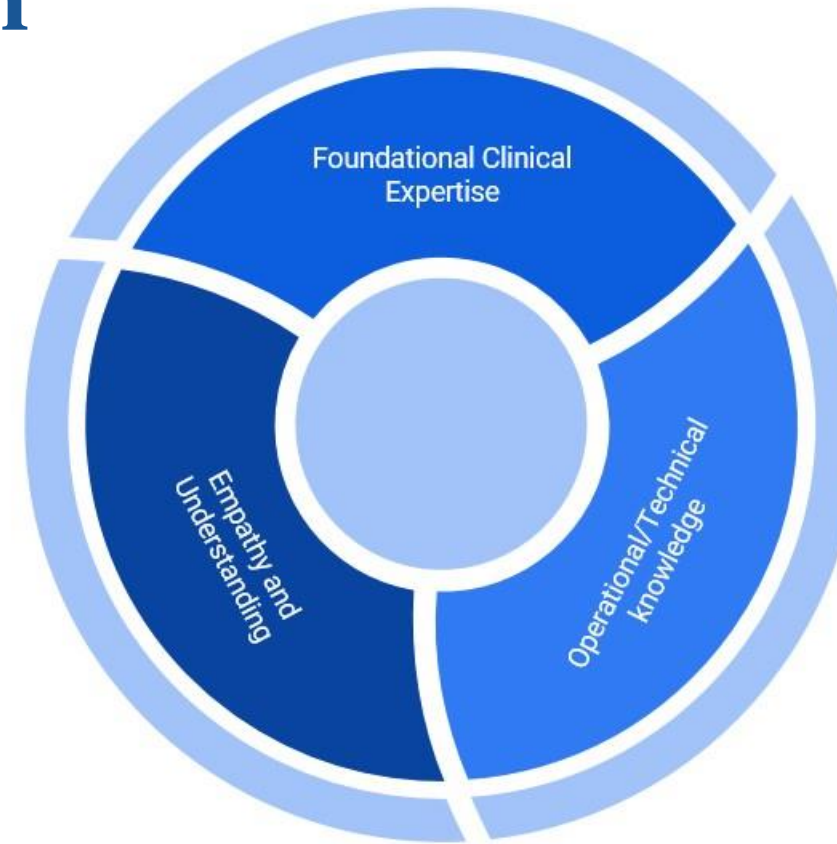 Foundational Clinical
Expertise
Operational/Technical
knowledge
Empathy and
Understanding